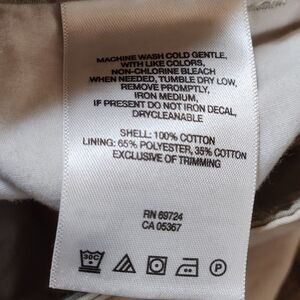 MACHINE WASH COLD GENTLE,
WITH LIKE COLORS,
NON-CHLORINE BLEACH
WHEN NEEDED, TUMBLE DRY LOW,
REMOVE PROMPTLY,
IRON MEDIUM,
IF PRESENT DO NOT IRON DECAL,
DRYCLEANABLE
SHELL: 100% COTTON
LINING: 65% POLYESTER, 35% COTTON
EXCLUSIVE OF TRIMMING
RN 69724
CA 05367
30C P